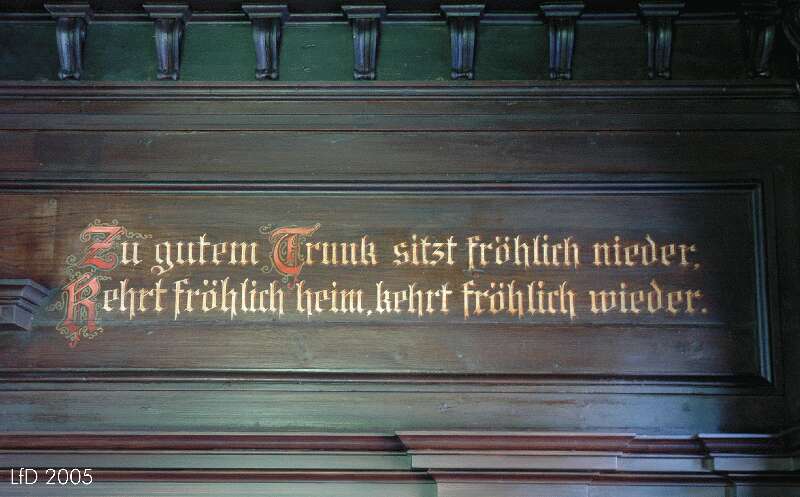 Zu gutem Trunk sitzt fröhlich nieder,
Kehrt fröhlich heim, kehrt fröhlich wieder.
LfD 2005